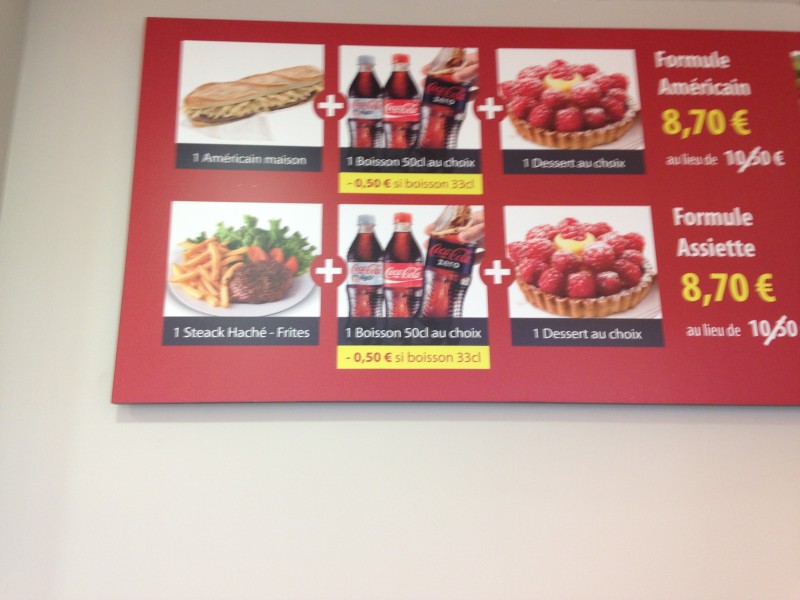 Formule
Américain
8,70 €
au lieu de 10,50 €
1 Américain maison
+
1 Boisson 50cl au choix
- 0,50 € si boisson 33cl
+
1 Dessert au choix
Coca-Cola
Coca-Cola
Coca-Cola
zero
Formule
Assiette
8,70 €
au lieu de 10,50
1 Steack Haché - Frites
+
1 Boisson 50cl au choix
- 0,50 € si boisson 33cl
+
1 Dessert au choix
Coca-Cola
Coca-Cola
Coca-Cola
zero